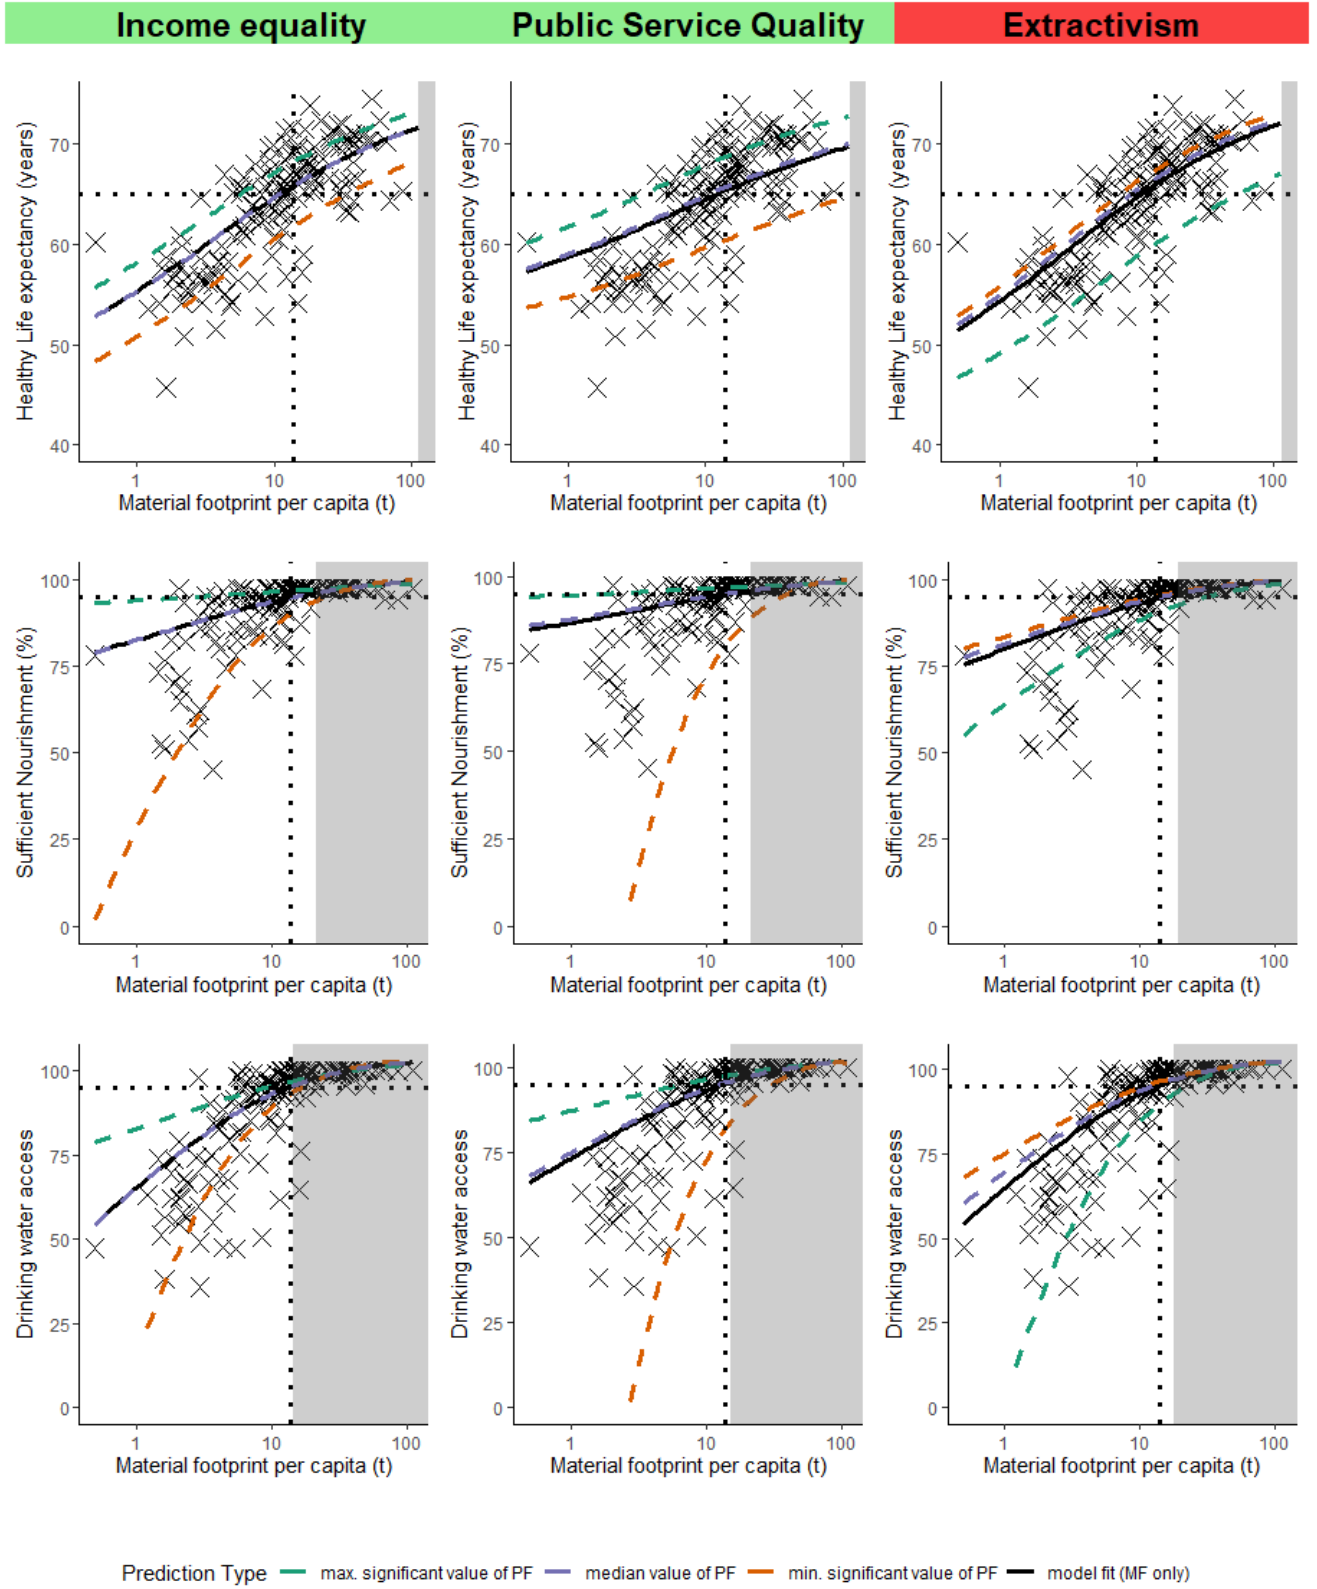 Income equality Public Service Quality Extractivism
Healthy Life expectancy (years)
70
60
50
40
1 10 100
Material footprint per capita (t)
Healthy Life expectancy (years)
70
60
50
40
1 10 100
Material footprint per capita (t)
Healthy Life expectancy (years)
70
60
50
40
1 10 100
Material footprint per capita (t)
Sufficient Nourishment (%)
100
75
50
25
0
1 10 100
Material footprint per capita (t)
Sufficient Nourishment (%)
100
75
50
25
0
1 10 100
Material footprint per capita (t)
Sufficient Nourishment (%)
100
75
50
25
0
1 10 100
Material footprint per capita (t)
Drinking water access
100
75
50
25
0
1 10 100
Material footprint per capita (t)
Drinking water access
100
75
50
25
0
1 10 100
Material footprint per capita (t)
Drinking water access
100
75
50
25
0
1 10 100
Material footprint per capita (t)
Prediction Type max. significant value of PF median value of PF min. significant value of PF model fit (MF only)